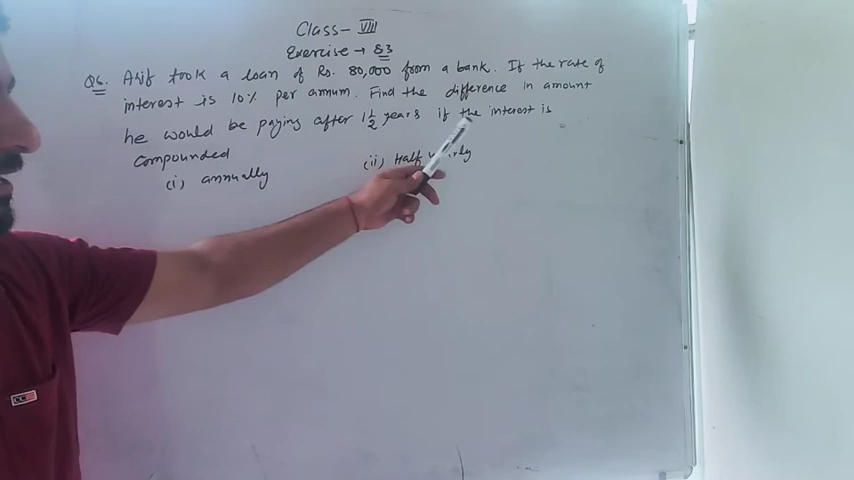 Class- VIII
Exercise → 8.3
Q6. Arif took a loan of Rs. 80,000 from a bank. If the rate of
interest is 10% per annum. Find the difference in amount
he would be paying after 1 1/2 years if the interest is
compounded
(i) annually (ii) Half